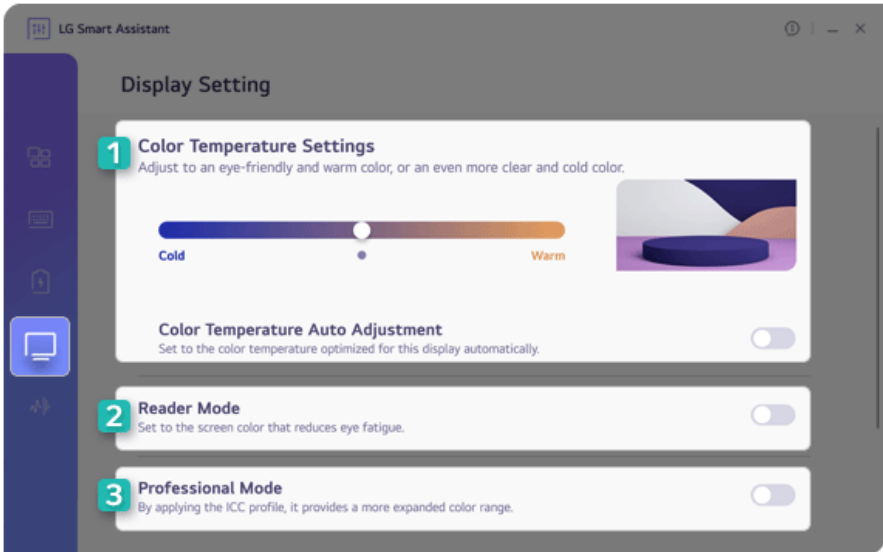 LG Smart Assistant
Display Setting
1
Color Temperature Settings
Adjust to an eye-friendly and warm color, or an even more clear and cold color.
Cold
Warm
Color Temperature Auto Adjustment
Set to the color temperature optimized for this display automatically.
2
Reader Mode
Set to the screen color that reduces eye fatigue.
3
Professional Mode
By applying the ICC profile, it provides a more expanded color range.